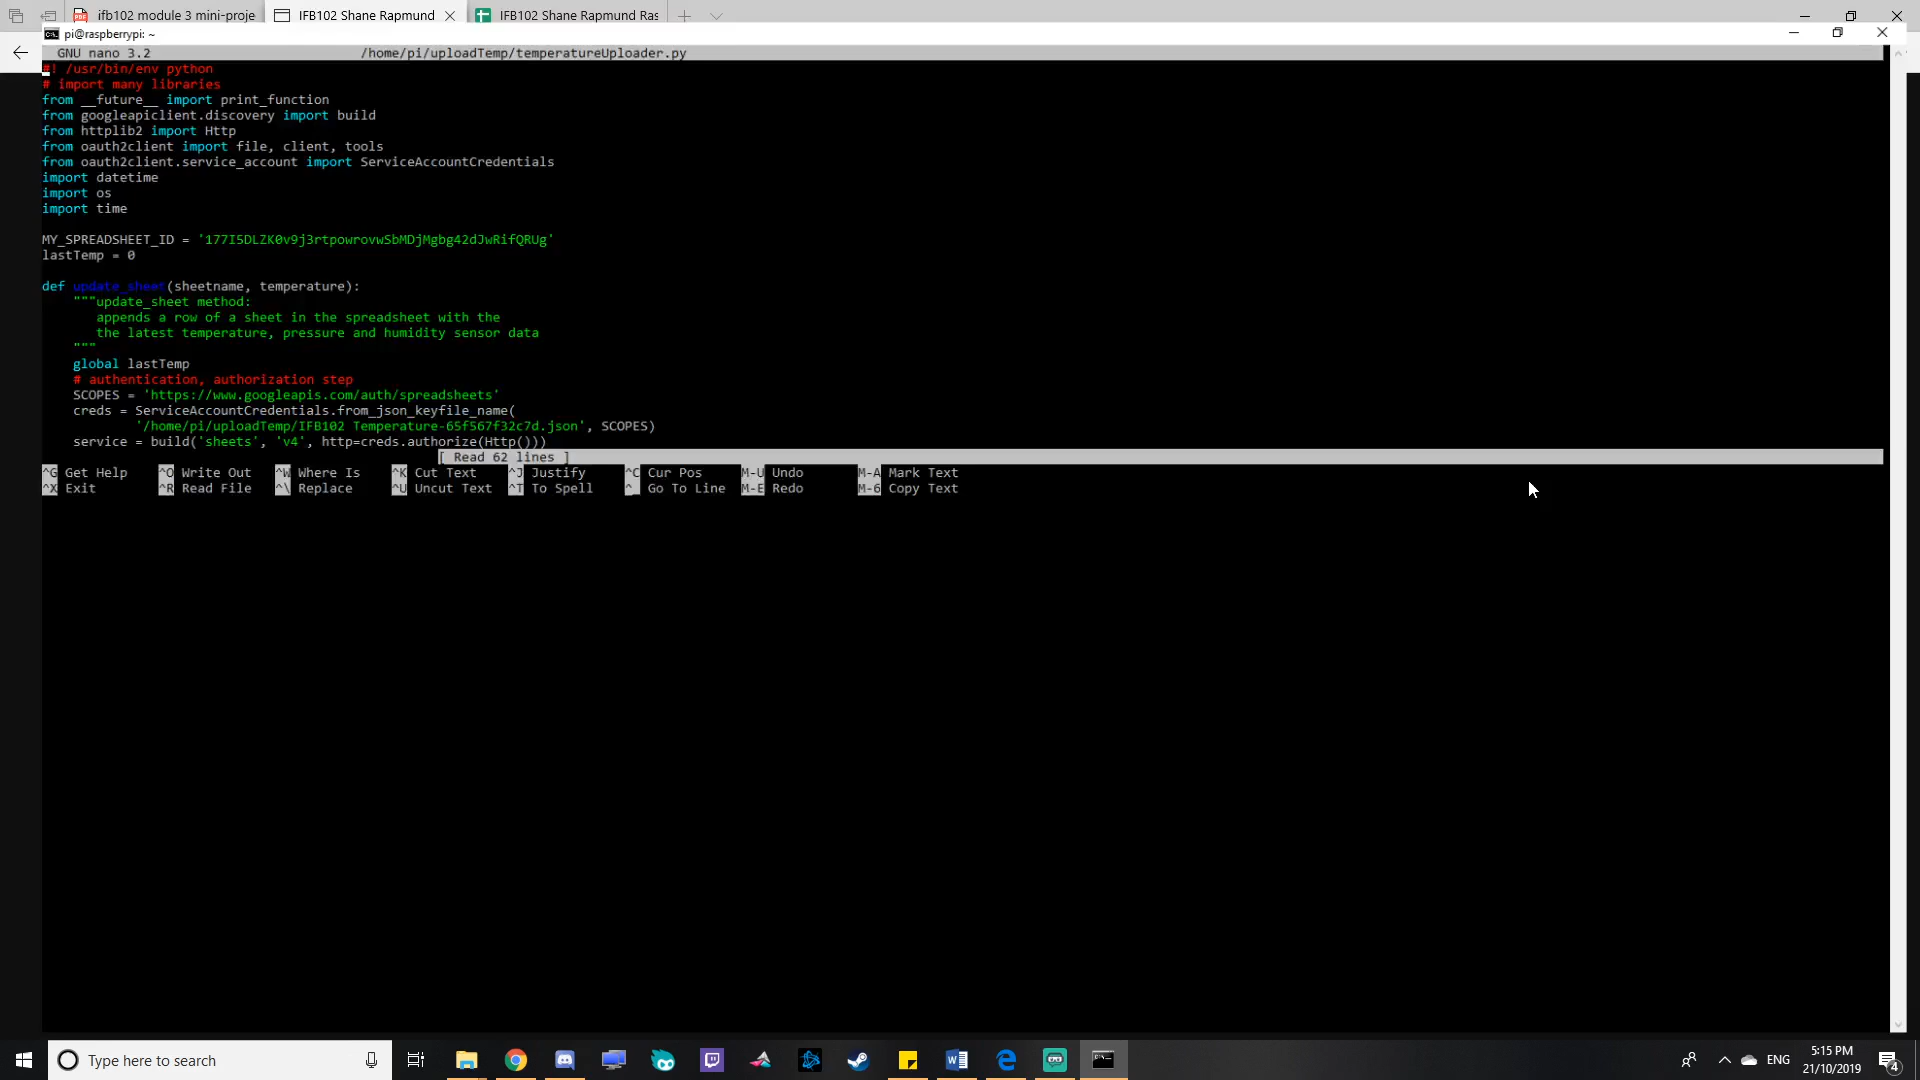 ifb102 module 3 mini-proje
IFB102 Shane Rapmund
IFB102 Shane Rapmund Ras
pi@raspberrypi: ~
GNU nano 3.2 /home/pi/uploadTemp/temperatureUploader.py
#! /usr/bin/env python
# import many libraries
from __future__ import print_function
from googleapiclient.discovery import build
from httplib2 import Http
from oauth2client import file, client, tools
from oauth2client.service_account import ServiceAccountCredentials
import datetime
import os
import time
MY_SPREADSHEET_ID = '177I5DLZK0v9j3rtpowrovwSbMDjMgbg42dJwRifQRUg'
lastTemp = 0
def update_sheet(sheetname, temperature):
"""update_sheet method:
appends a row of a sheet in the spreadsheet with the
the latest temperature, pressure and humidity sensor data
"""
global lastTemp
# authentication, authorization step
SCOPES = 'https://www.googleapis.com/auth/spreadsheets'
creds = ServiceAccountCredentials.from_json_keyfile_name(
'/home/pi/uploadTemp/IFB102 Temperature-65f567f32c7d.json', SCOPES)
service = build('sheets', 'v4', http=creds.authorize(Http()))
[ Read 62 lines ]
^G Get Help ^O Write Out ^W Where Is ^K Cut Text ^J Justify ^C Cur Pos M-U Undo M-A Mark Text
^X Exit ^R Read File ^\ Replace ^U Uncut Text ^T To Spell ^_ Go To Line M-E Redo M-6 Copy Text
Type here to search
ENG
5:15 PM
21/10/2019
4